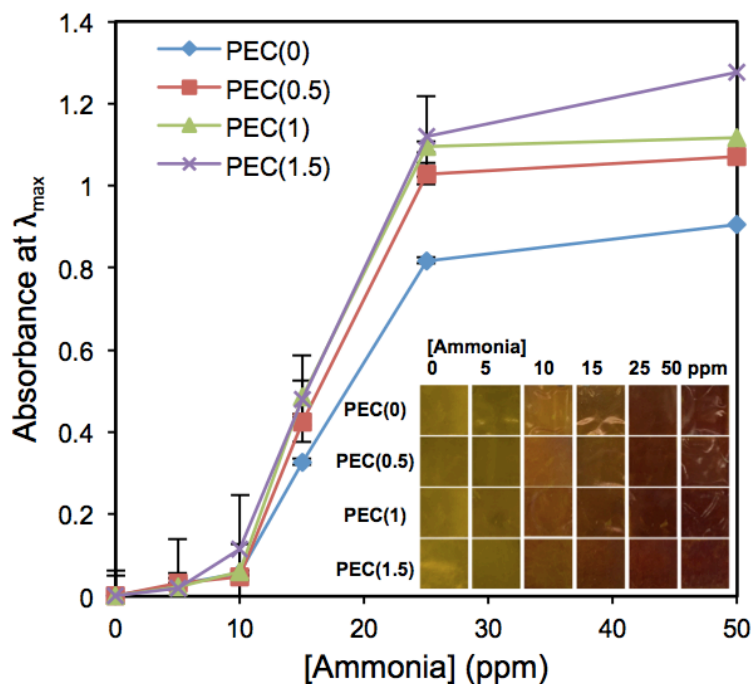 1.4
1.2
1
0.8
0.6
0.4
0.2
0
Absorbance at λmax
PEC(0)
PEC(0.5)
PEC(1)
PEC(1.5)
[Ammonia]
0 5 10 15 25 50 ppm
PEC(0)
PEC(0.5)
PEC(1)
PEC(1.5)
0 10 20 30 40 50
[Ammonia] (ppm)